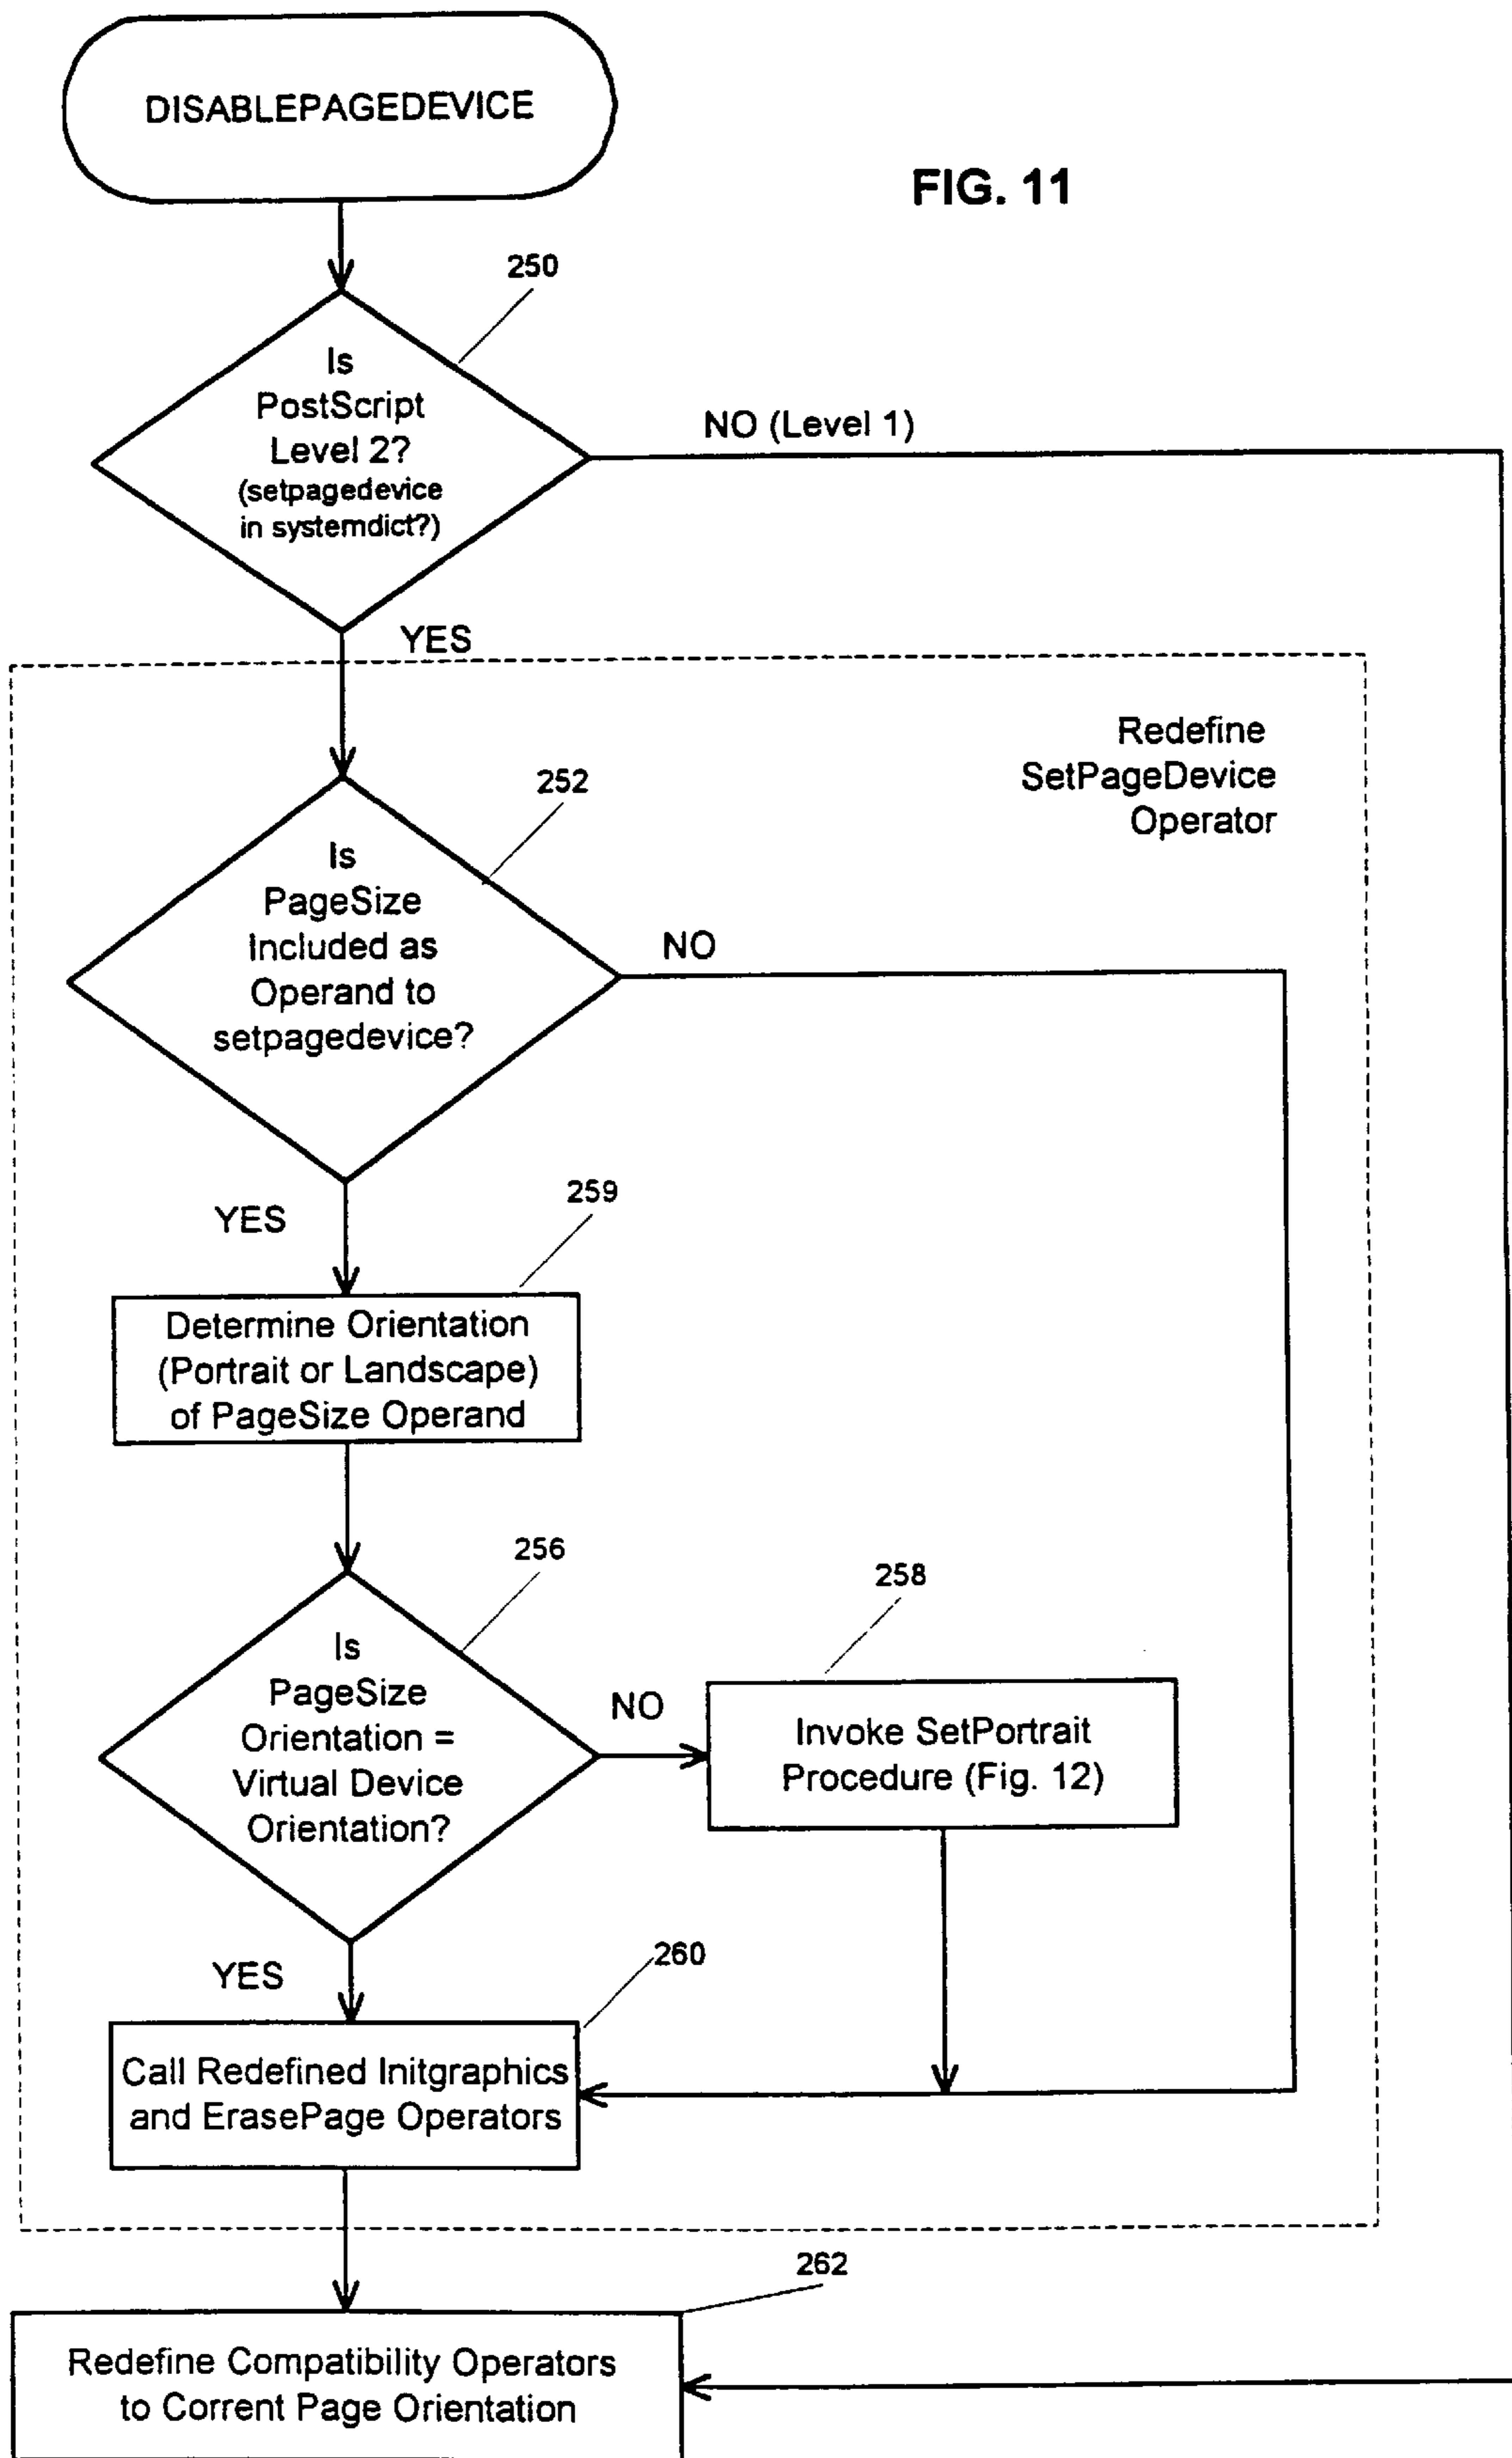 DISABLEPAGEDEVICE
FIG. 11
250
Is
PostScript
Level 2?
(setpagedevice
in systemdict?)
NO (Level 1)
YES
Redefine
SetPageDevice
Operator
252
Is
PageSize
Included as
Operand to
setpagedevice?
NO
YES
259
Determine Orientation
(Portrait or Landscape)
of PageSize Operand
256
Is
PageSize
Orientation =
Virtual Device
Orientation?
NO
258
Invoke SetPortrait
Procedure (Fig. 12)
YES
260
Call Redefined Initgraphics
and ErasePage Operators
262
Redefine Compatibility Operators
to Corrent Page Orientation